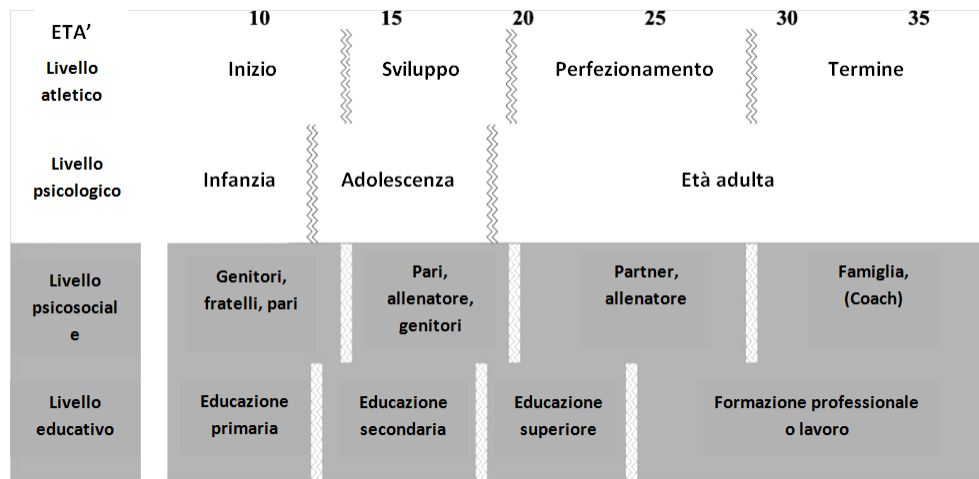 10 15 20 25 30 35
ETA’
Livello
atletico
Inizio Sviluppo Perfezionamento Termine
Livello
psicologico
Infanzia Adolescenza Età adulta
Livello
psicosocial
e
Genitori,
fratelli, pari
Pari,
allenatore,
genitori
Partner,
allenatore
Famiglia,
(Coach)
Livello
educativo
Educazione
primaria
Educazione
secondaria
Educazione
superiore
Formazione professionale
o lavoro